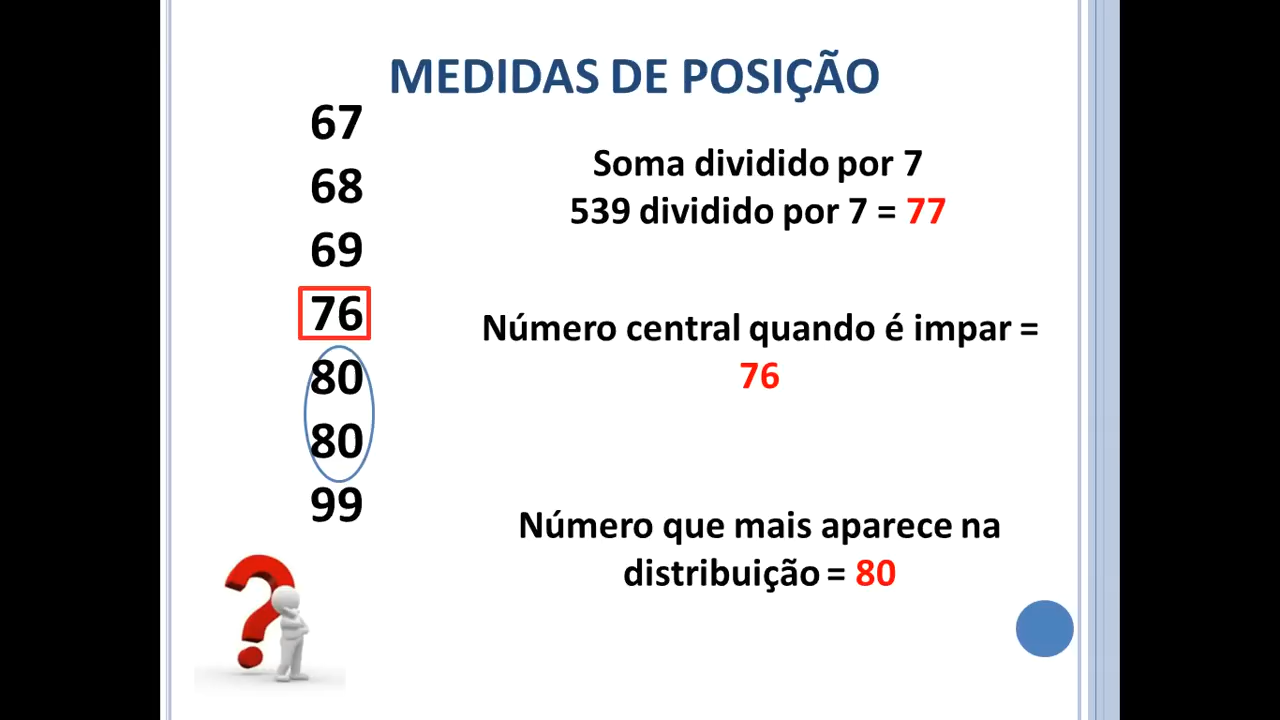 MEDIDAS DE POSIÇÃO
67
68
69
76
80
80
99
Soma dividido por 7
539 dividido por 7 = 77
Número central quando é impar =
76
Número que mais aparece na
distribuição = 80